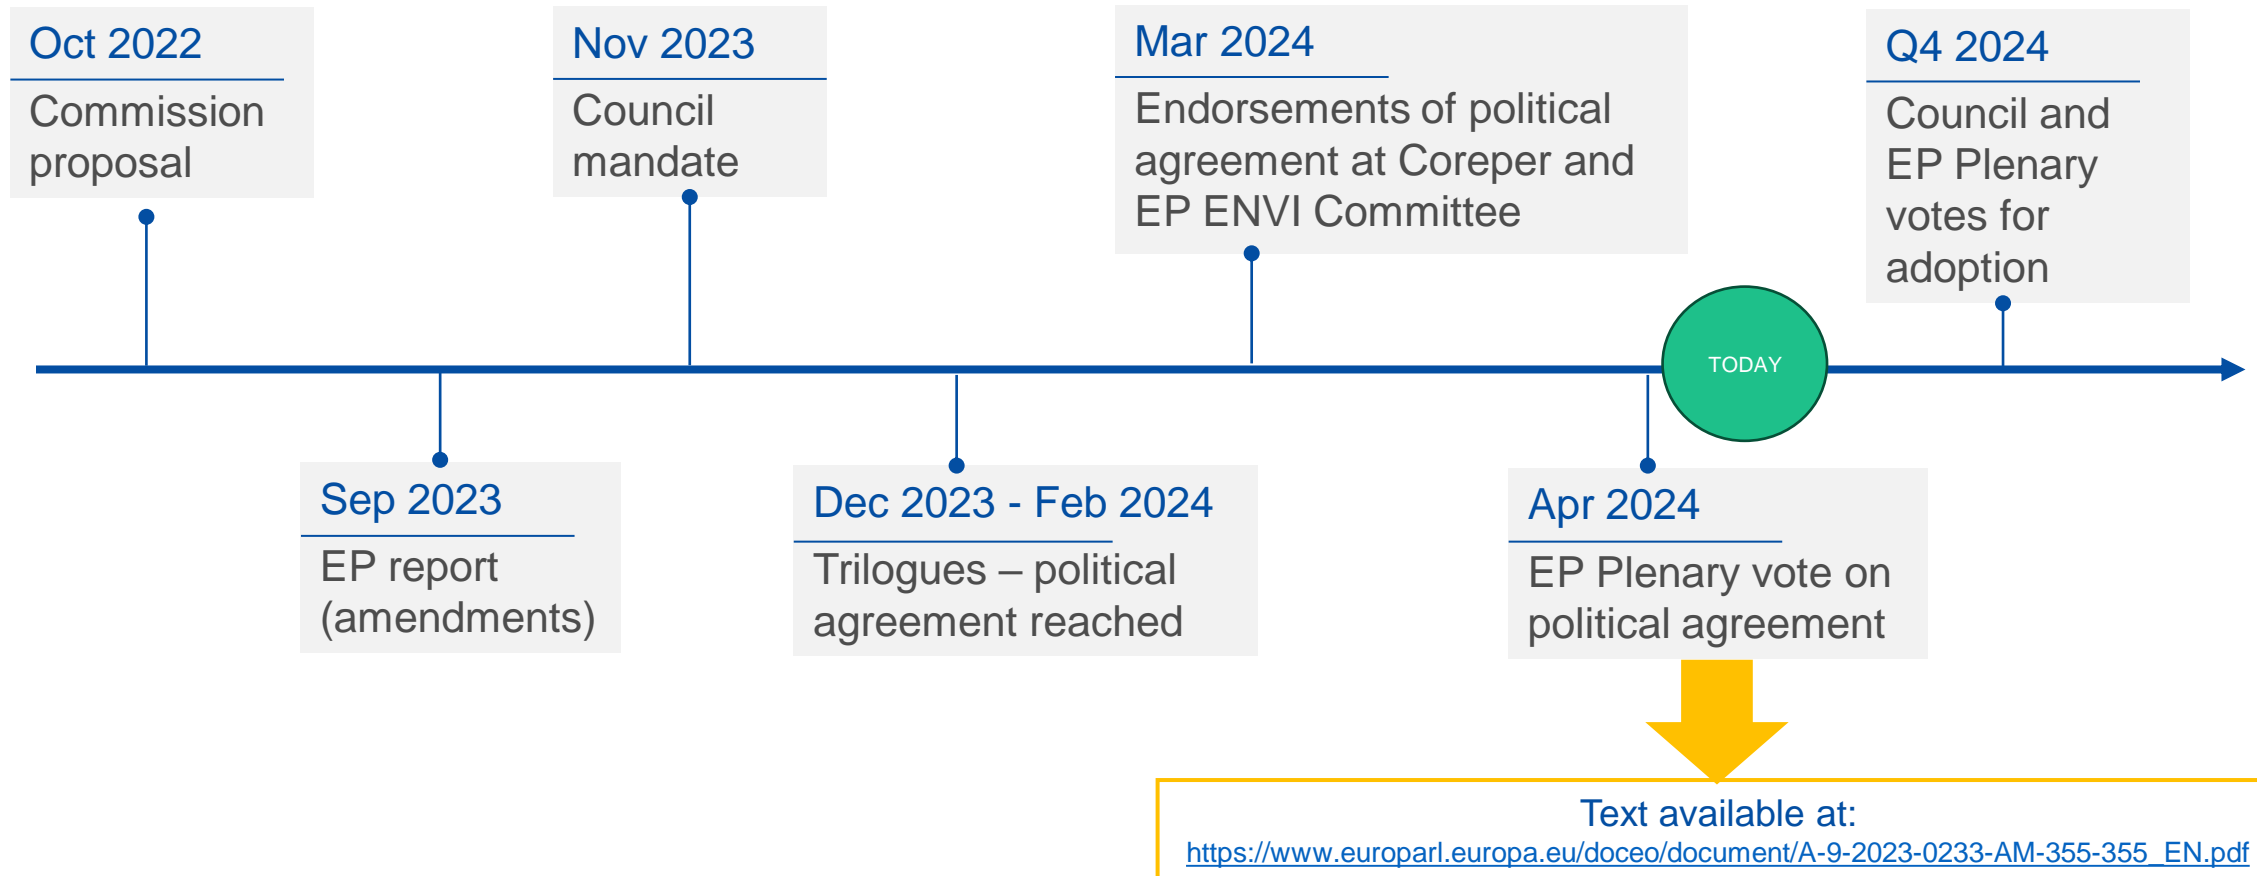 Oct 2022
Commission
proposal
Nov 2023
Council
mandate
Mar 2024
Endorsements of political
agreement at Coreper and
EP ENVI Committee
Q4 2024
Council and
EP Plenary
votes for
adoption
TODAY
Sep 2023
EP report
(amendments)
Dec 2023 - Feb 2024
Trilogues – political
agreement reached
Apr 2024
EP Plenary vote on
political agreement
Text available at:
https://www.europarl.europa.eu/doceo/document/A-9-2023-0233-AM-355-355_EN.pdf